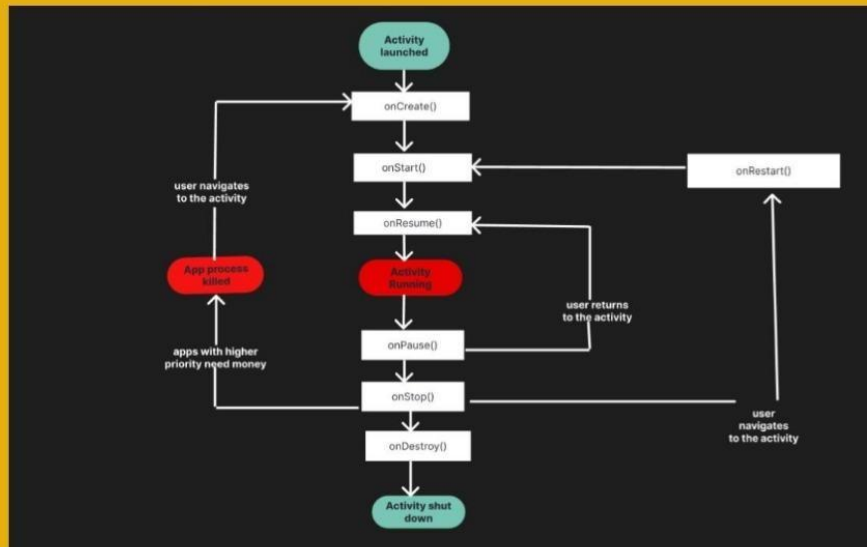 Activity
launched
onCreate()
onStart()
onRestart()
user navigates
to the activity
onResume()
App process
killed
Activity
Running
user returns
to the activity
onPause()
apps with higher
priority need money
onStop()
user
navigates
to the activity
onDestroy()
Activity shut
down